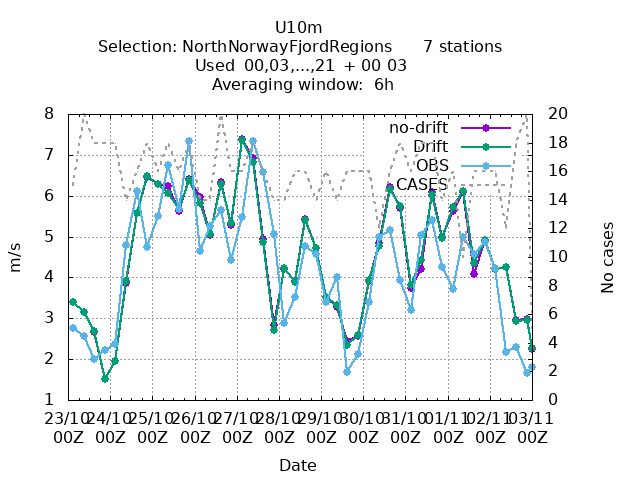 U10m
Selection: NorthNorwayFjordRegions 7 stations
Used 00,03,...,21 + 00 03
Averaging window: 6h
no-drift
Drift
OBS
CASES
8
7
6
5
4
3
2
1
20
18
16
14
12
10
8
6
4
2
0
m/s
No cases
23/10 24/10 25/10 26/10 27/10 28/10 29/10 30/10 31/10 01/11 02/11 03/11
00Z 00Z 00Z 00Z 00Z 00Z 00Z 00Z 00Z 00Z 00Z 00Z
Date